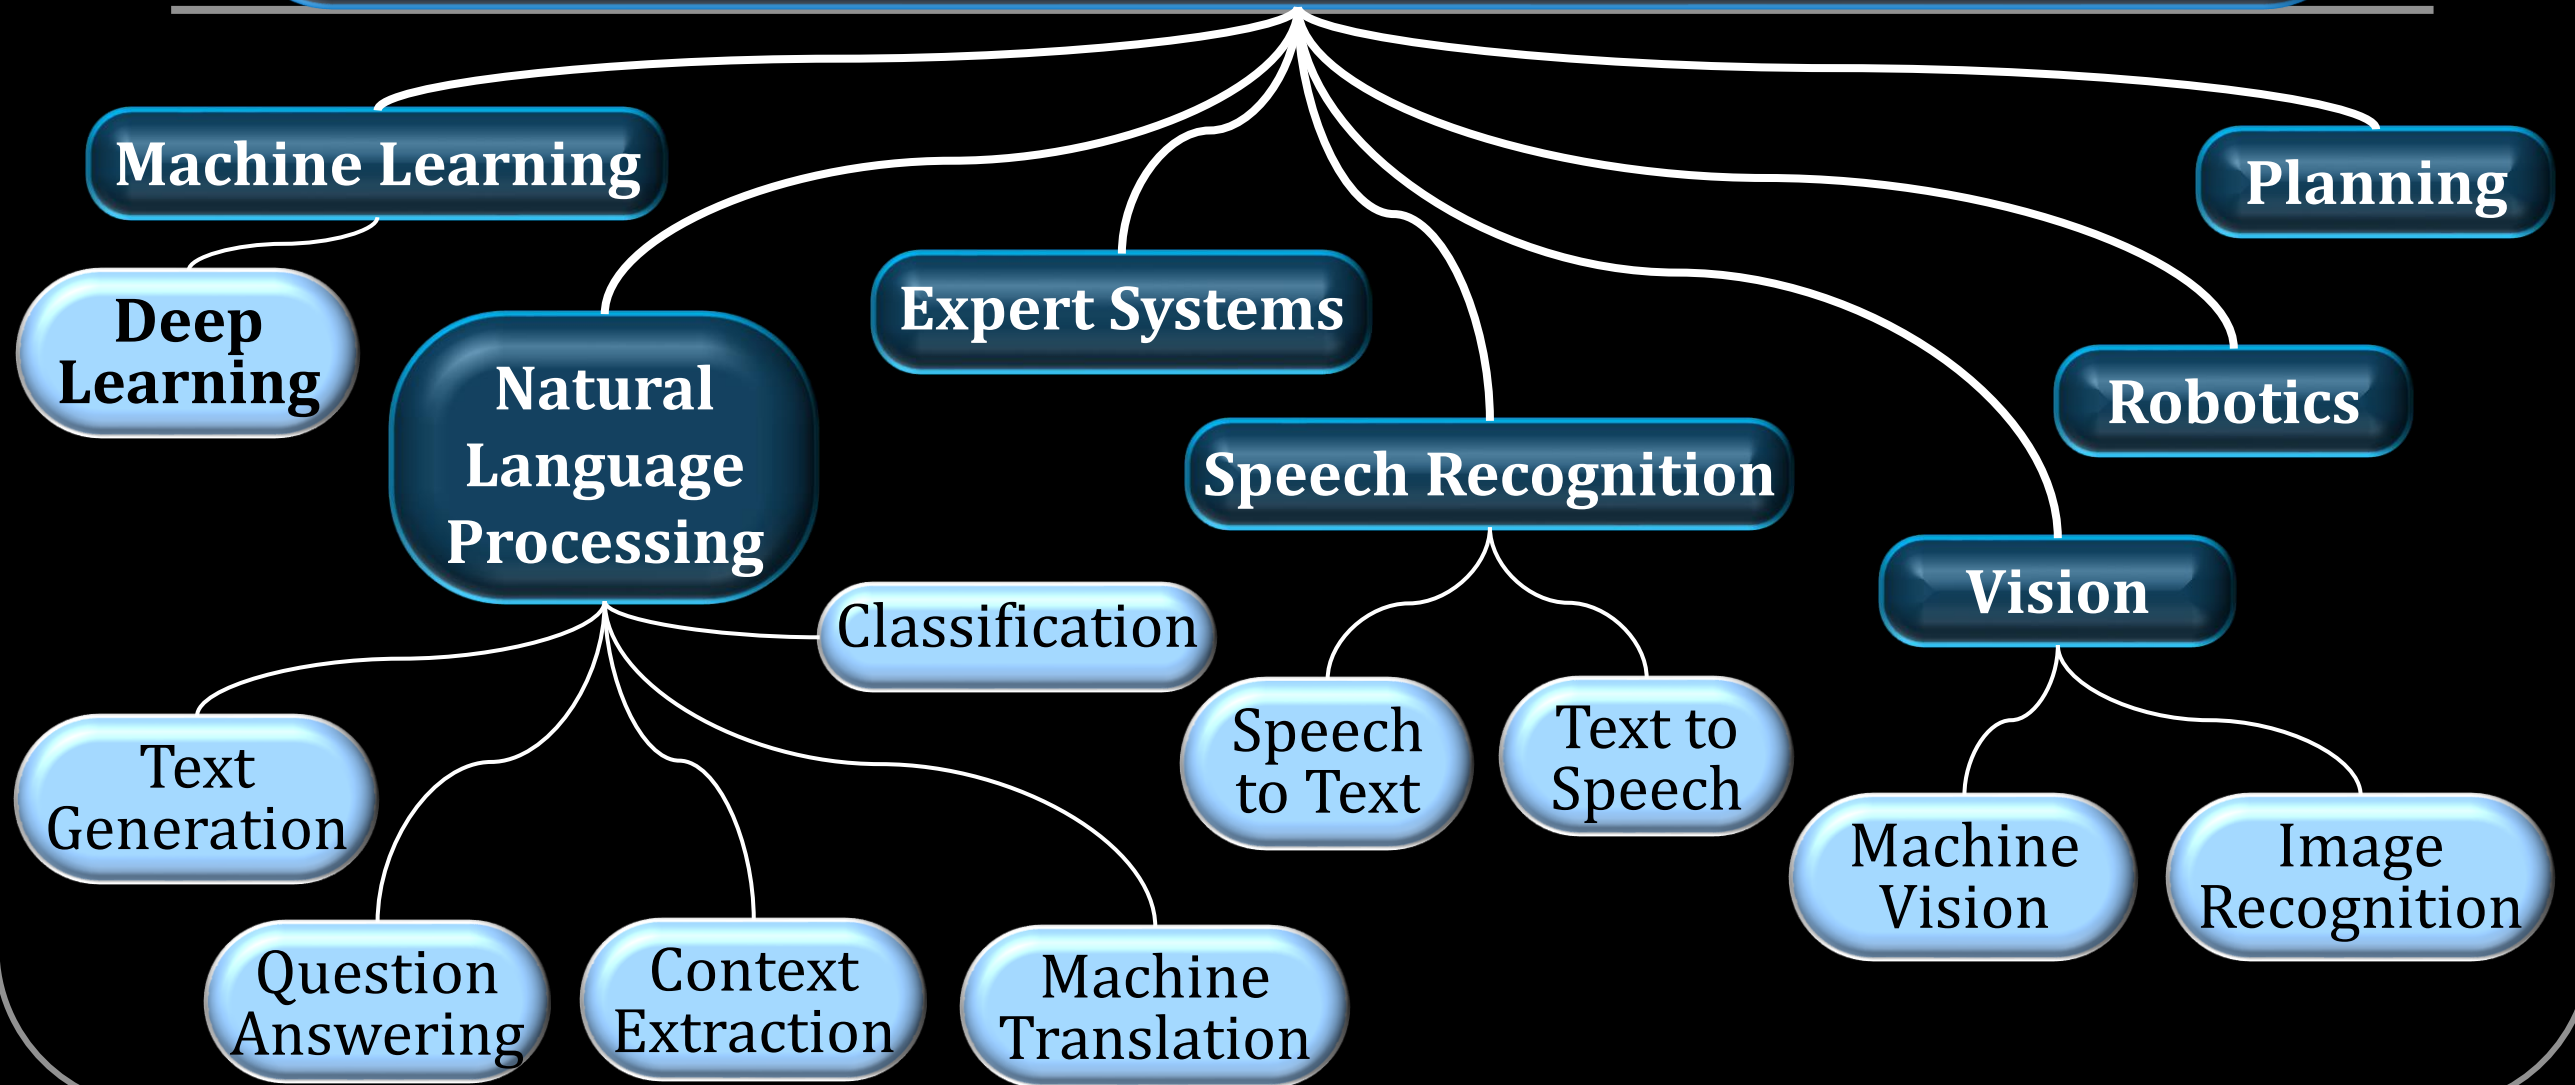 Machine Learning
Planning
Deep
Learning
Expert Systems
Natural
Language
Processing
Robotics
Speech Recognition
Vision
Classification
Speech
to Text
Text to
Speech
Text
Generation
Machine
Vision
Image
Recognition
Question
Answering
Context
Extraction
Machine
Translation